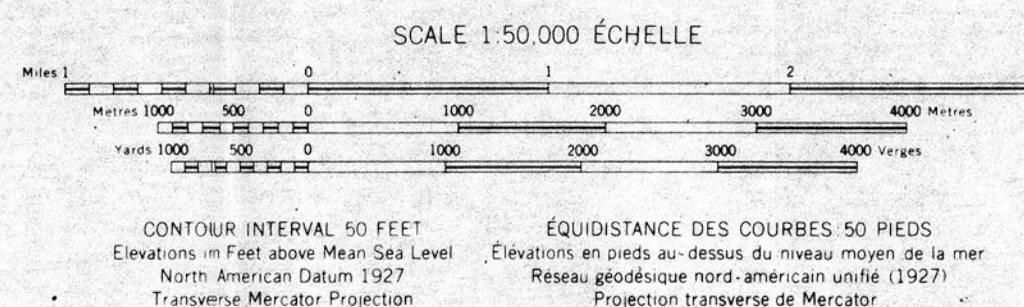 SCALE 1:50,000 ÉCHELLE
Miles 1 0 1 2
Metres 1000 500 0 1000 2000 3000 4000 Metres
Yards 1000 500 0 1000 2000 3000 4000 Verges
CONTOUR INTERVAL 50 FEET
Elevations in Feet above Mean Sea Level
North American Datum 1927
Transverse Mercator Projection
ÉQUIDISTANCE DES COURBES 50 PIEDS
Élévations en pieds au-dessus du niveau moyen de la mer
Réseau géodésique nord-américain unifié (1927)
Projection transverse de Mercator